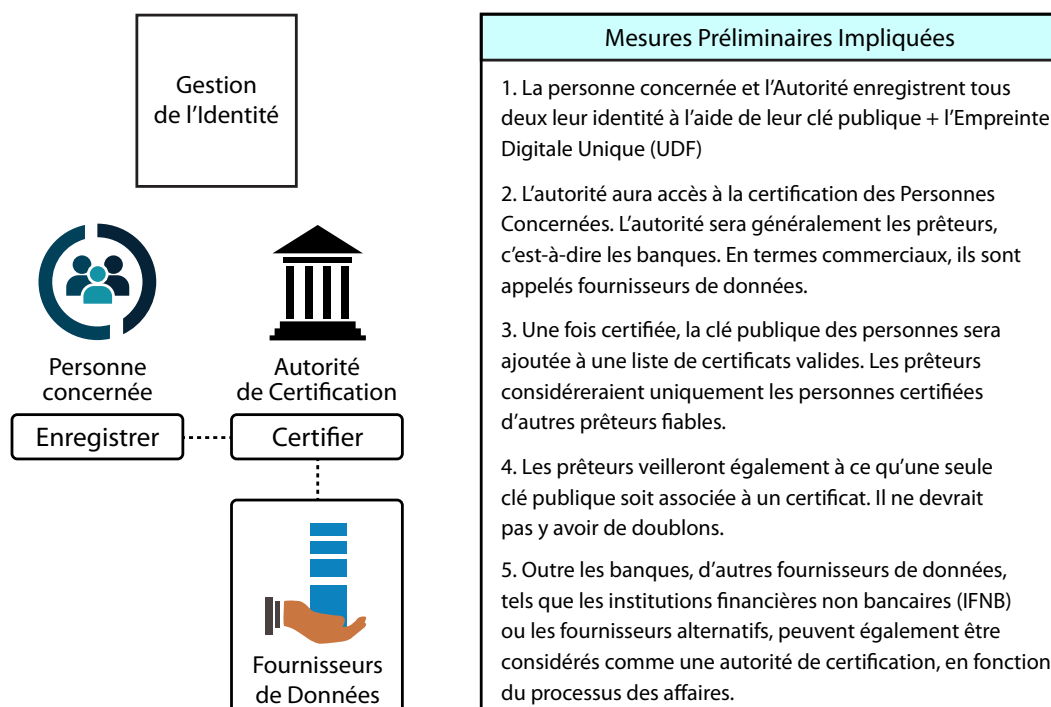 Gestion
de l’Identité
Personne
concernée
Autorité
de Certification
Enregistrer
Certifier
Fournisseurs
de Données
Mesures Préliminaires Impliquées
1. La personne concernée et l’Autorité enregistrent tous
deux leur identité à l’aide de leur clé publique + l’Empreinte
Digitale Unique (UDF)
2. L’autorité aura accès à la certification des Personnes
Concernées. L’autorité sera généralement les prêteurs,
c’est-à-dire les banques. En termes commerciaux, ils sont
appelés fournisseurs de données.
3. Une fois certifiée, la clé publique des personnes sera
ajoutée à une liste de certificats valides. Les prêteurs
considéreraient uniquement les personnes certifiées
d’autres prêteurs fiables.
4. Les prêteurs veilleront également à ce qu’une seule
clé publique soit associée à un certificat. Il ne devrait
pas y avoir de doublons.
5. Outre les banques, d’autres fournisseurs de données,
tels que les institutions financières non bancaires (IFNB)
ou les fournisseurs alternatifs, peuvent également être
considérés comme une autorité de certification, en fonction
du processus des affaires.